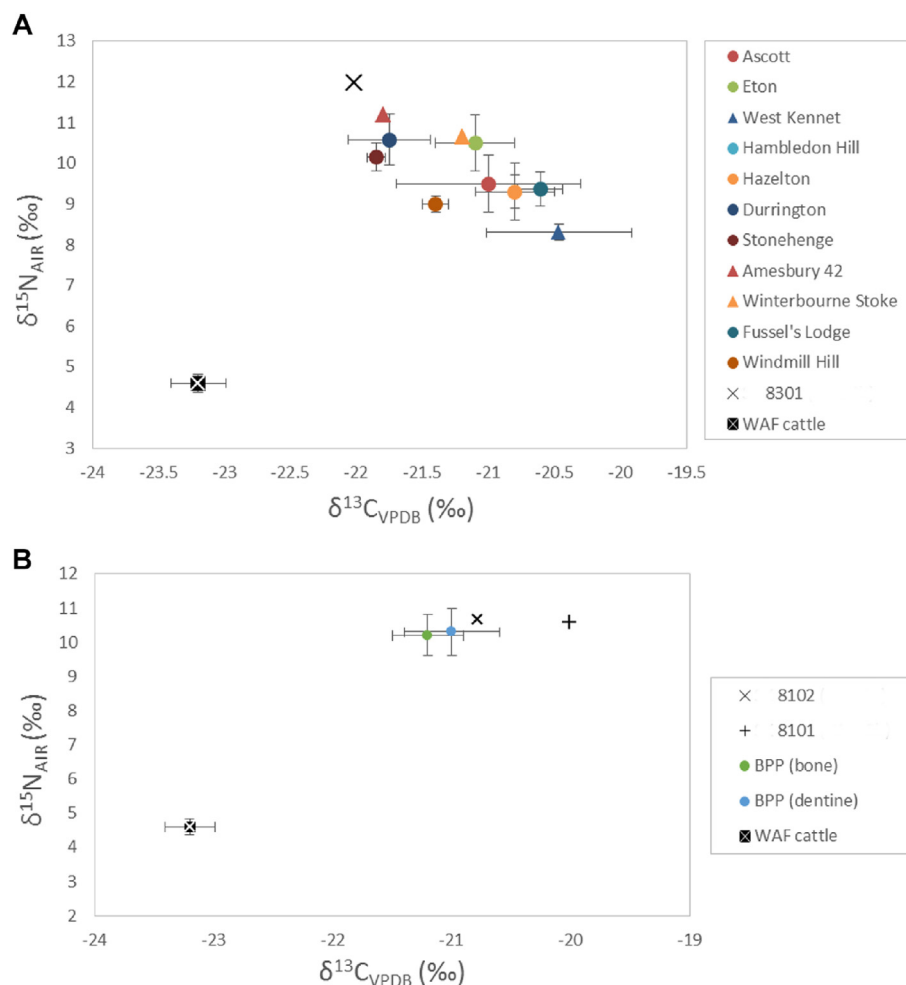 A
13
12
11
10
9
8
7
6
5
4
3
-24
-23.5
-23
-22.5
-22
-21.5
-21
-20.5
-20
-19.5
δ15NAIR (‰)
δ13CVPDB (‰)
Ascott
Eton
West Kennet
Hambledon Hill
Hazelton
Durrington
Stonehenge
Amesbury 42
Winterbourne Stoke
Fussel's Lodge
Windmill Hill
8301
WAF cattle
B
12
11
10
9
8
7
6
5
4
3
2
-24
-23
-22
-21
-20
-19
δ15NAIR (‰)
δ13CVPDB (‰)
8102
8101
BPP (bone)
BPP (dentine)
WAF cattle